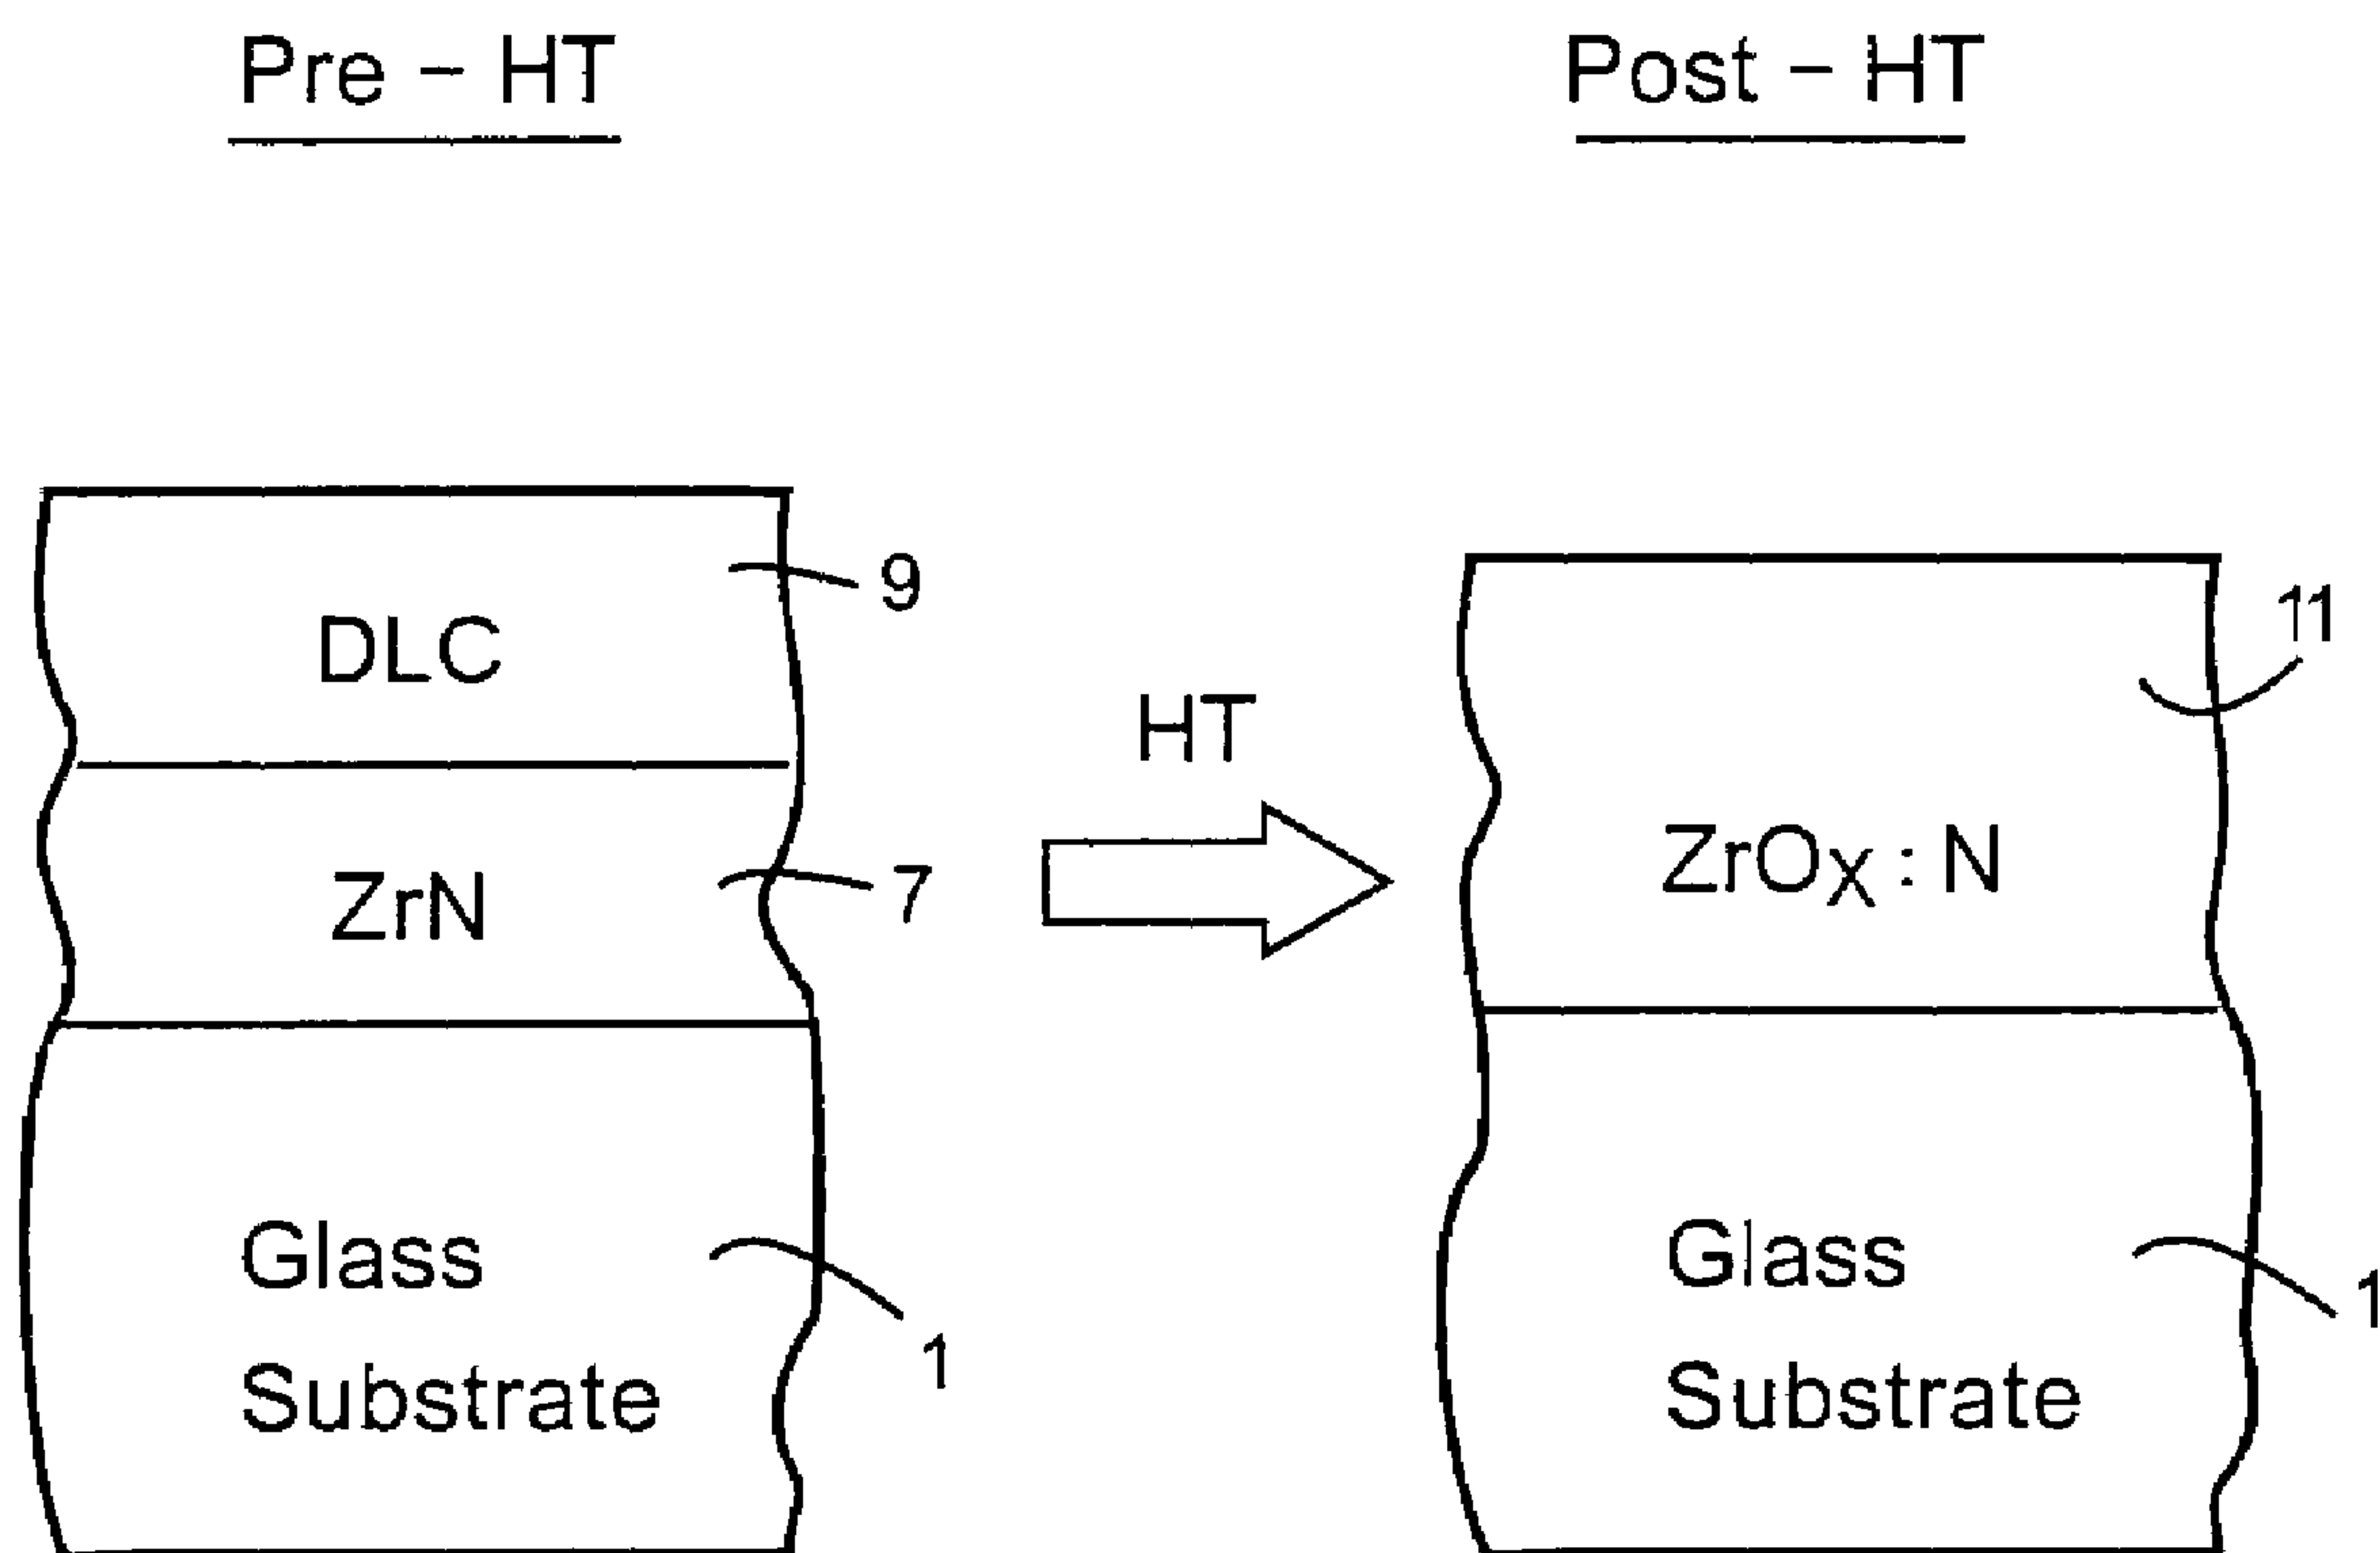 Pre - HT
Post - HT
9
DLC
11
HT
ZrOx : N
7
ZrN
Glass
Substrate
1
Glass
Substrate
1